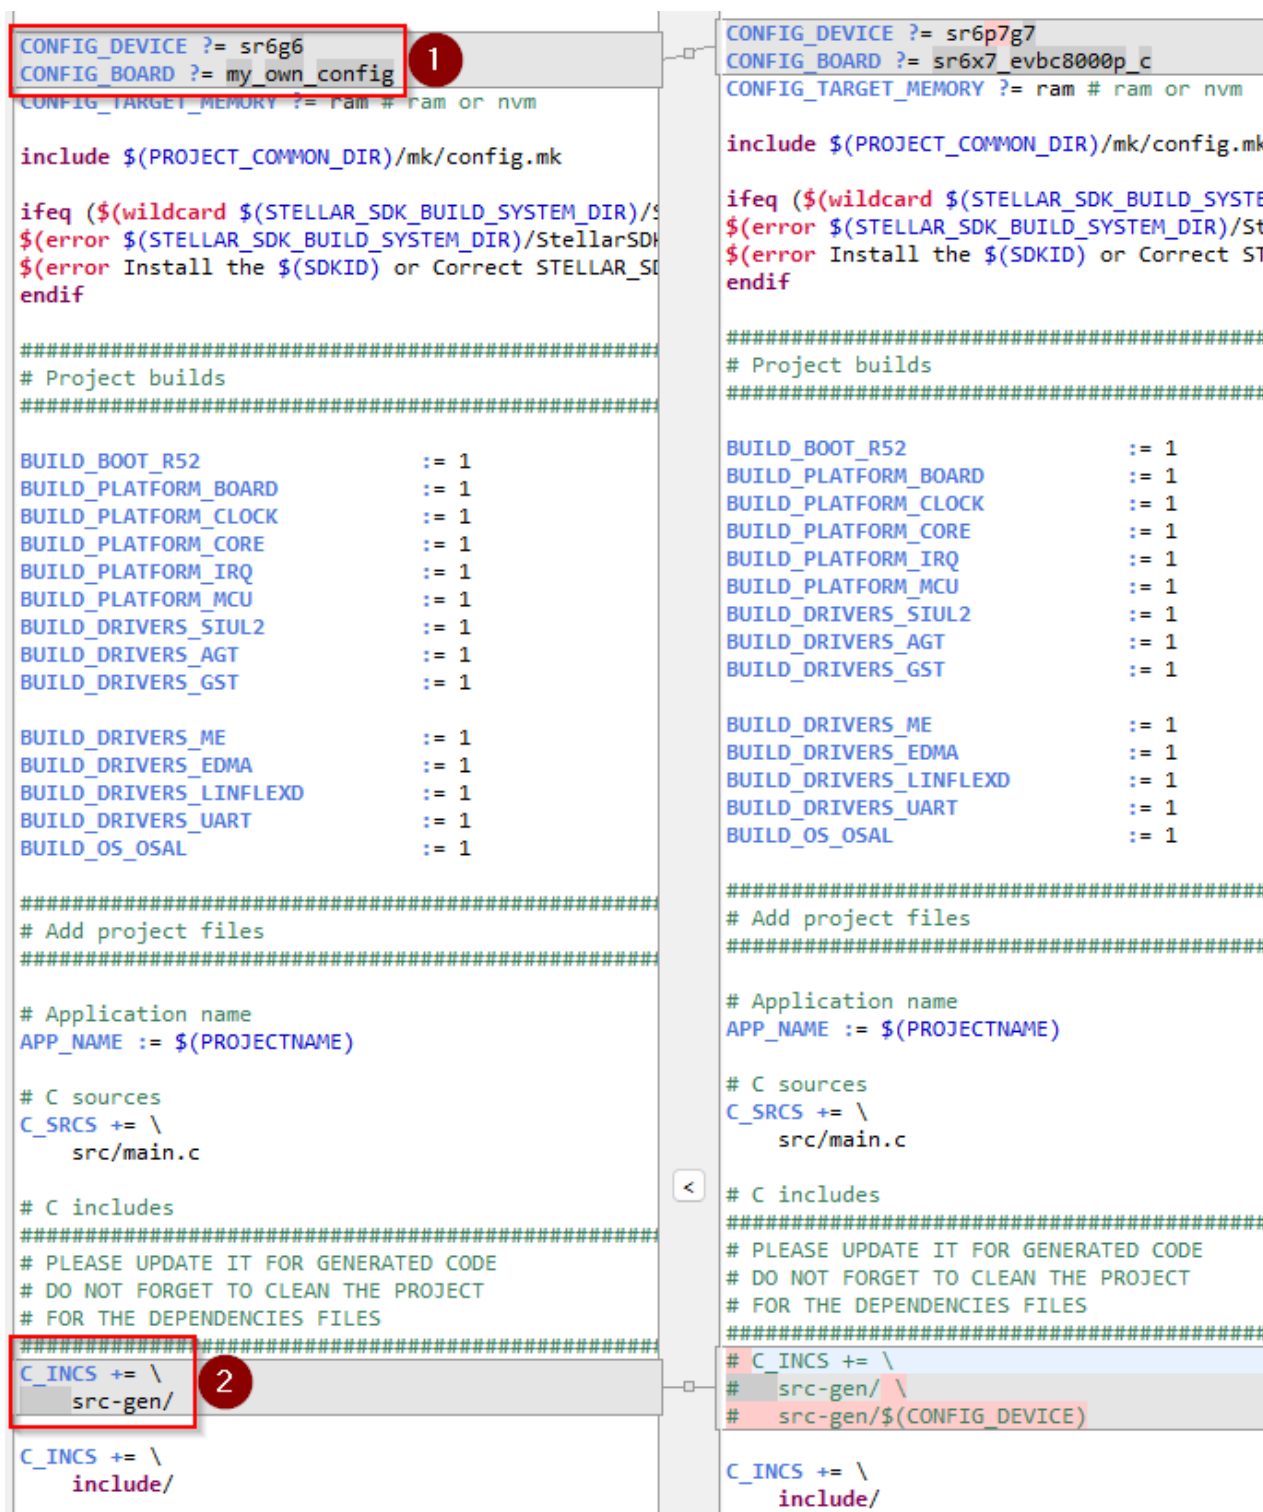 CONFIG_DEVICE ?= sr6g6
CONFIG_BOARD ?= my_own_config
1
CONFIG_TARGET_MEMORY ?= ram # ram or nvm
include $(PROJECT_COMMON_DIR)/mk/config.mk
ifeq ($(wildcard $(STELLAR_SDK_BUILD_SYSTEM_DIR)/S
$(error $(STELLAR_SDK_BUILD_SYSTEM_DIR)/StellarSDK
$(error Install the $(SDKID) or Correct STELLAR_SD
endif
##################################################
# Project builds
##################################################
BUILD_BOOT_R52 := 1
BUILD_PLATFORM_BOARD := 1
BUILD_PLATFORM_CLOCK := 1
BUILD_PLATFORM_CORE := 1
BUILD_PLATFORM_IRQ := 1
BUILD_PLATFORM_MCU := 1
BUILD_DRIVERS_SIUL2 := 1
BUILD_DRIVERS_AGT := 1
BUILD_DRIVERS_GST := 1
BUILD_DRIVERS_ME := 1
BUILD_DRIVERS_EDMA := 1
BUILD_DRIVERS_LINFLEXD := 1
BUILD_DRIVERS_UART := 1
BUILD_OS_OSAL := 1
##################################################
# Add project files
##################################################
# Application name
APP_NAME := $(PROJECTNAME)
# C sources
C_SRCS += \
src/main.c
# C includes
##################################################
# PLEASE UPDATE IT FOR GENERATED CODE
# DO NOT FORGET TO CLEAN THE PROJECT
# FOR THE DEPENDENCIES FILES
##################################################
C_INCS += \
src-gen/
2
C_INCS += \
include/
<
CONFIG_DEVICE ?= sr6p7g7
CONFIG_BOARD ?= sr6x7_evbc8000p_c
CONFIG_TARGET_MEMORY ?= ram # ram or nvm
include $(PROJECT_COMMON_DIR)/mk/config.mk
ifeq ($(wildcard $(STELLAR_SDK_BUILD_SYSTE
$(error $(STELLAR_SDK_BUILD_SYSTEM_DIR)/St
$(error Install the $(SDKID) or Correct ST
endif
##########################################
# Project builds
##########################################
BUILD_BOOT_R52 := 1
BUILD_PLATFORM_BOARD := 1
BUILD_PLATFORM_CLOCK := 1
BUILD_PLATFORM_CORE := 1
BUILD_PLATFORM_IRQ := 1
BUILD_PLATFORM_MCU := 1
BUILD_DRIVERS_SIUL2 := 1
BUILD_DRIVERS_AGT := 1
BUILD_DRIVERS_GST := 1
BUILD_DRIVERS_ME := 1
BUILD_DRIVERS_EDMA := 1
BUILD_DRIVERS_LINFLEXD := 1
BUILD_DRIVERS_UART := 1
BUILD_OS_OSAL := 1
##########################################
# Add project files
##########################################
# Application name
APP_NAME := $(PROJECTNAME)
# C sources
C_SRCS += \
src/main.c
# C includes
##########################################
# PLEASE UPDATE IT FOR GENERATED CODE
# DO NOT FORGET TO CLEAN THE PROJECT
# FOR THE DEPENDENCIES FILES
##########################################
# C_INCS += \
# src-gen/ \
# src-gen/$(CONFIG_DEVICE)
C_INCS += \
include/